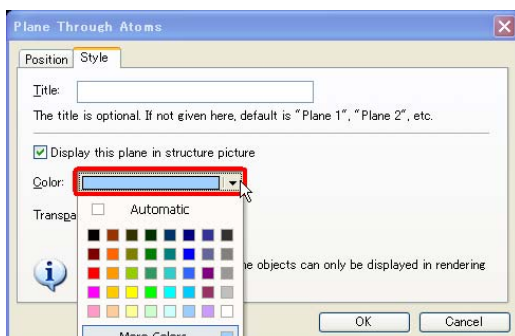 Plane Through Atoms
Position Style
Title:
The title is optional. If not given here, default is "Plane 1", "Plane 2", etc.
Display this plane in structure picture
Color:
Automatic
objects can only be displayed in rendering
More Colors
OK Cancel